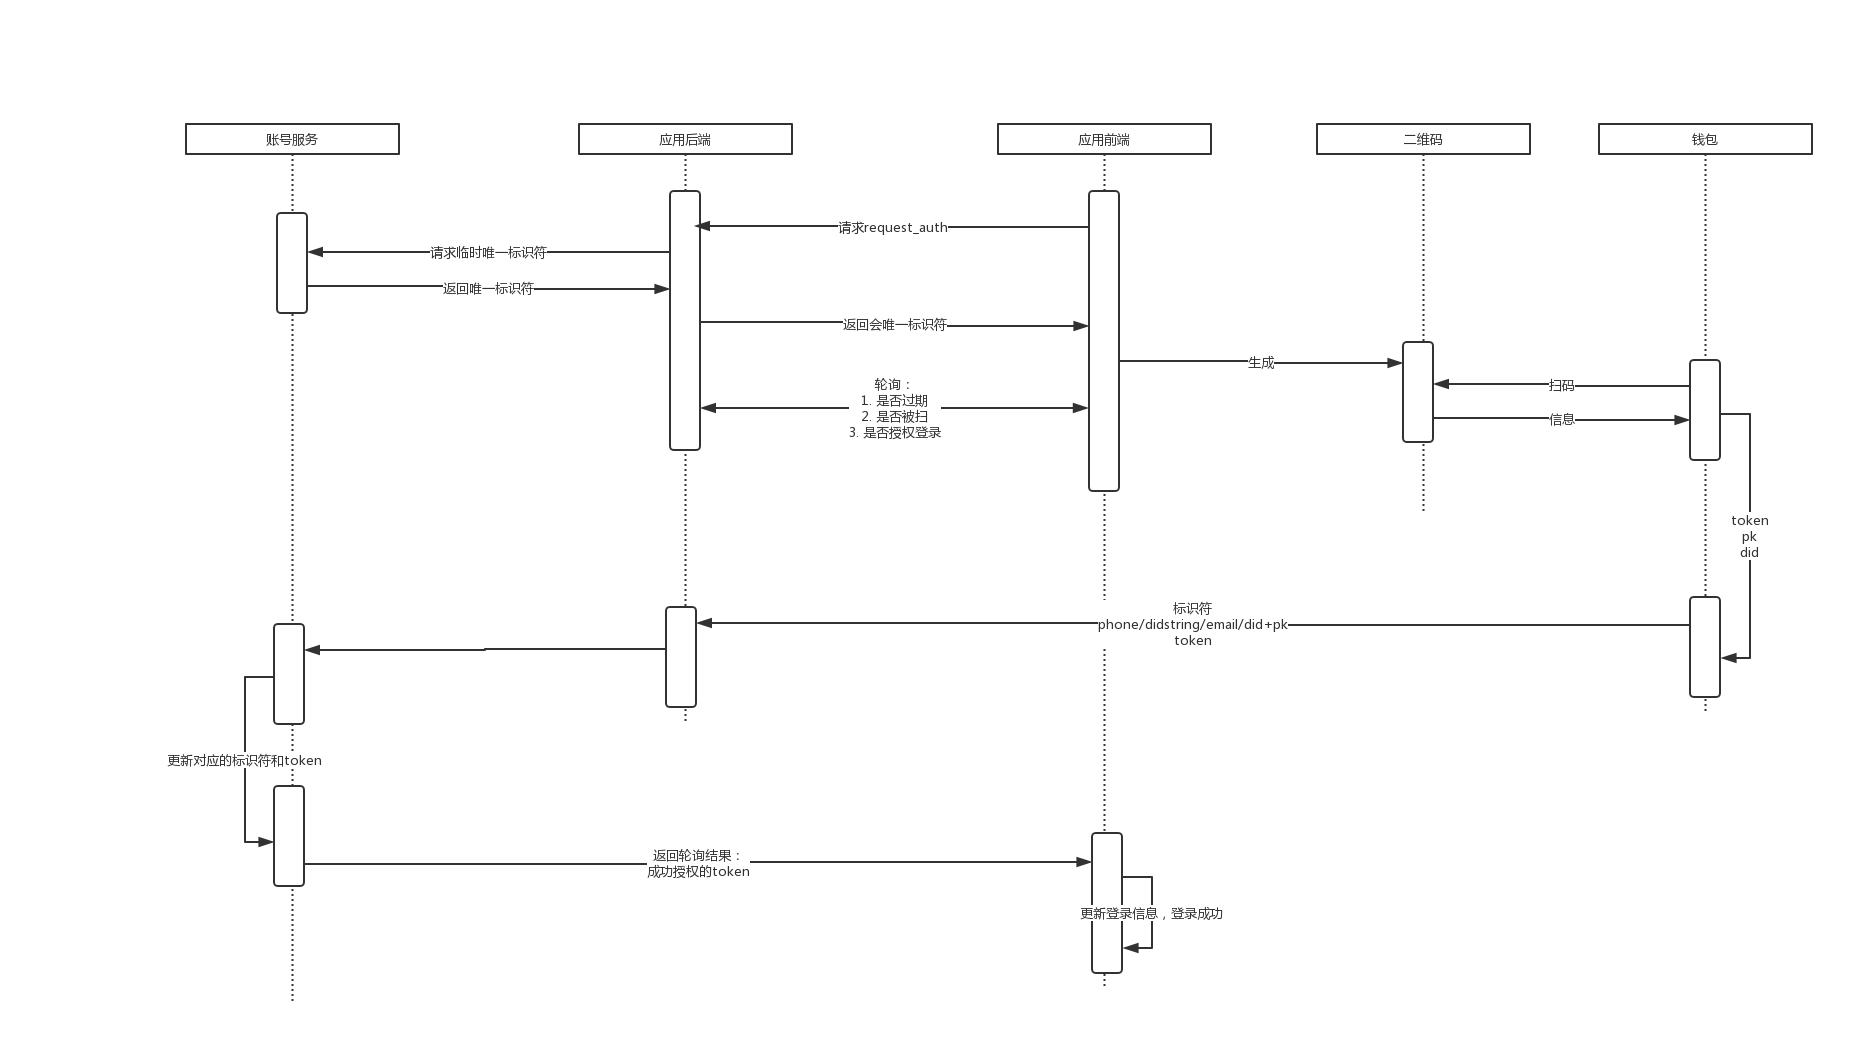 账号服务
应用后端
应用前端
二维码
钱包
请求request_auth
请求临时唯一标识符
返回唯一标识符
返回会唯一标识符
生成
轮询：
1. 是否过期
2. 是否被扫
3. 是否授权登录
扫码
信息
token
pk
did
标识符
phone/didstring/email/did+pk
token
更新对应的标识符和token
返回轮询结果：
成功授权的token
更新登录信息，登录成功